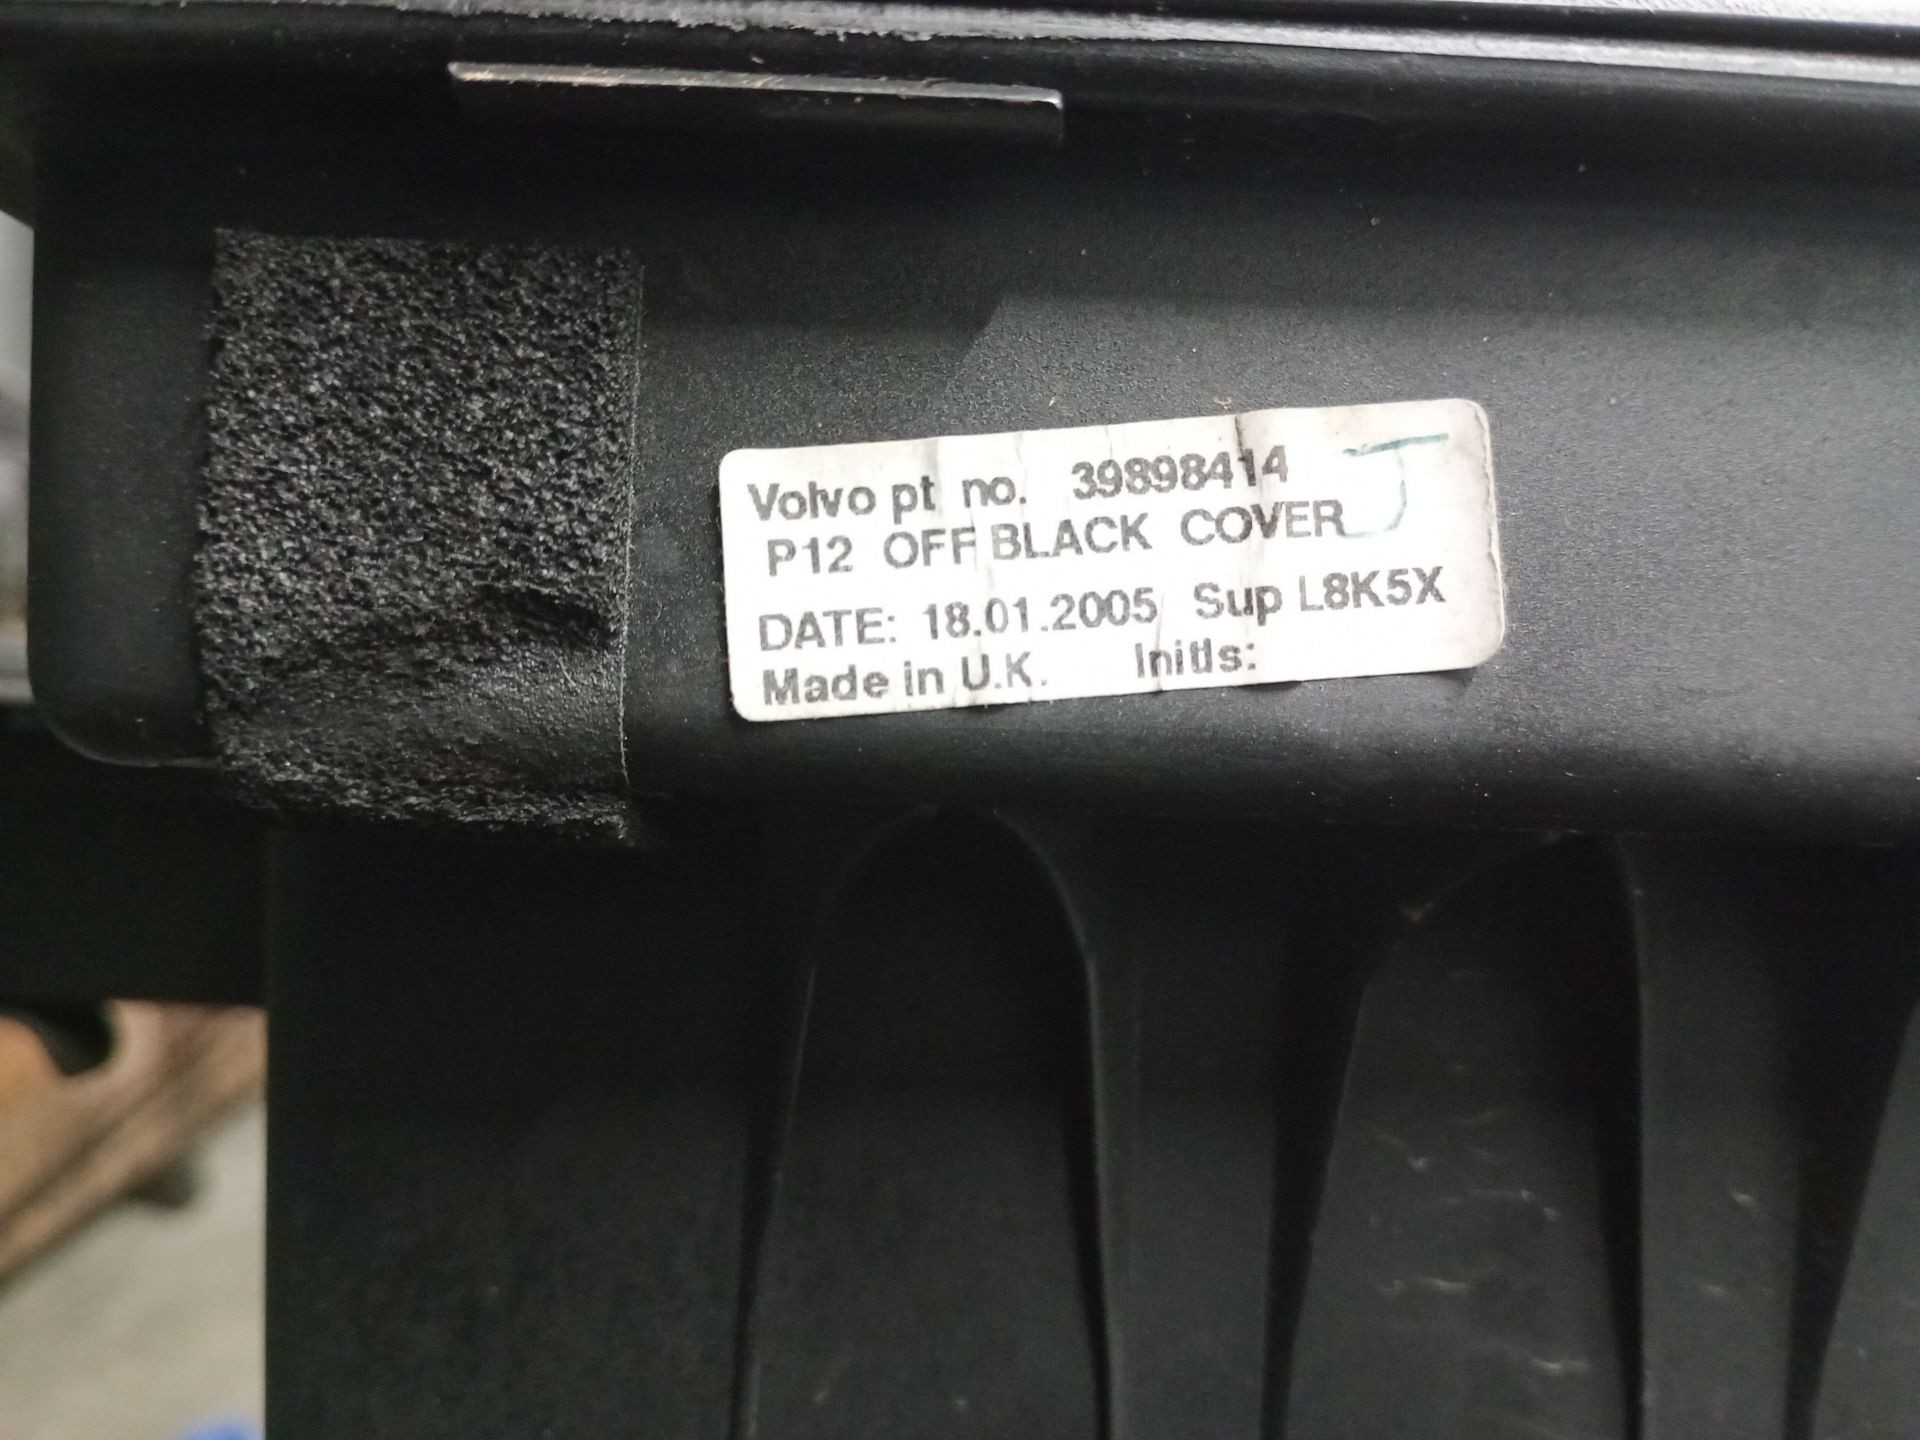 Volvo pt no. 39898414 J
P12 OFF BLACK COVER
DATE: 18.01.2005 Sup L8K5X
Made in U.K. Initls: